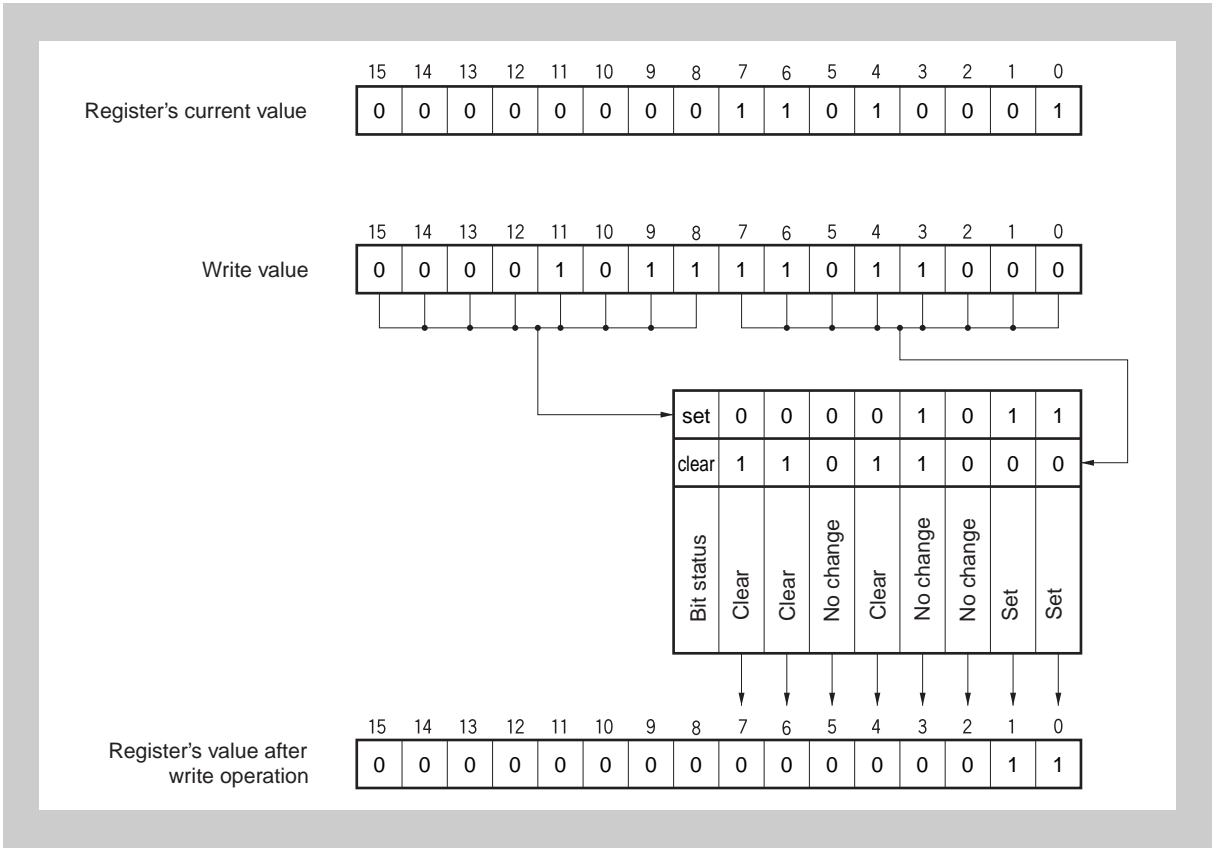 15 14 13 12 11 10 9 8 7 6 5 4 3 2 1 0
Register's current value 0 0 0 0 0 0 0 0 1 1 0 1 0 0 0 1
15 14 13 12 11 10 9 8 7 6 5 4 3 2 1 0
Write value 0 0 0 0 1 0 1 1 1 1 0 1 1 0 0 0
set 0 0 0 0 1 0 1 1
clear 1 1 0 1 1 0 0 0
Bit status Clear Clear No change Clear No change No change Set Set
15 14 13 12 11 10 9 8 7 6 5 4 3 2 1 0
Register's value after
write operation 0 0 0 0 0 0 0 0 0 0 0 0 0 0 1 1